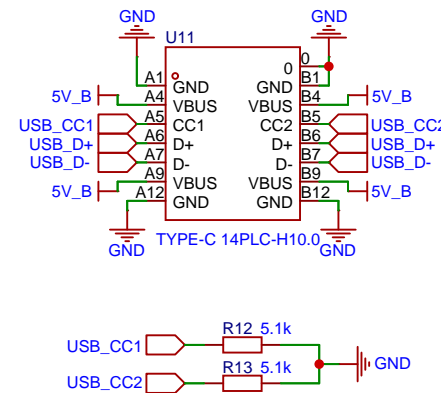 GND GND
U11
0
A1 GND 0 GND B1
5V_B A4 VBUS VBUS B4 5V_B
USB_CC1 A5 CC1 CC2 B5 USB_CC2
USB_D+ A6 D+ D+ B6 USB_D+
USB_D- A7 D- D- B7 USB_D-
5V_B A9 VBUS VBUS B9 5V_B
A12 GND GND B12
GND TYPE-C 14PLC-H10.0 GND
R12 5.1k
USB_CC1
GND
R13 5.1k
USB_CC2